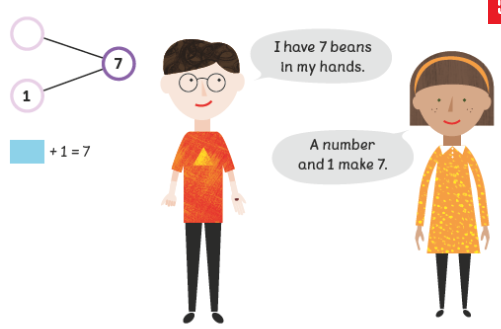 7
I have 7 beans
in my hands.
1
+ 1 = 7
A number
and 1 make 7.